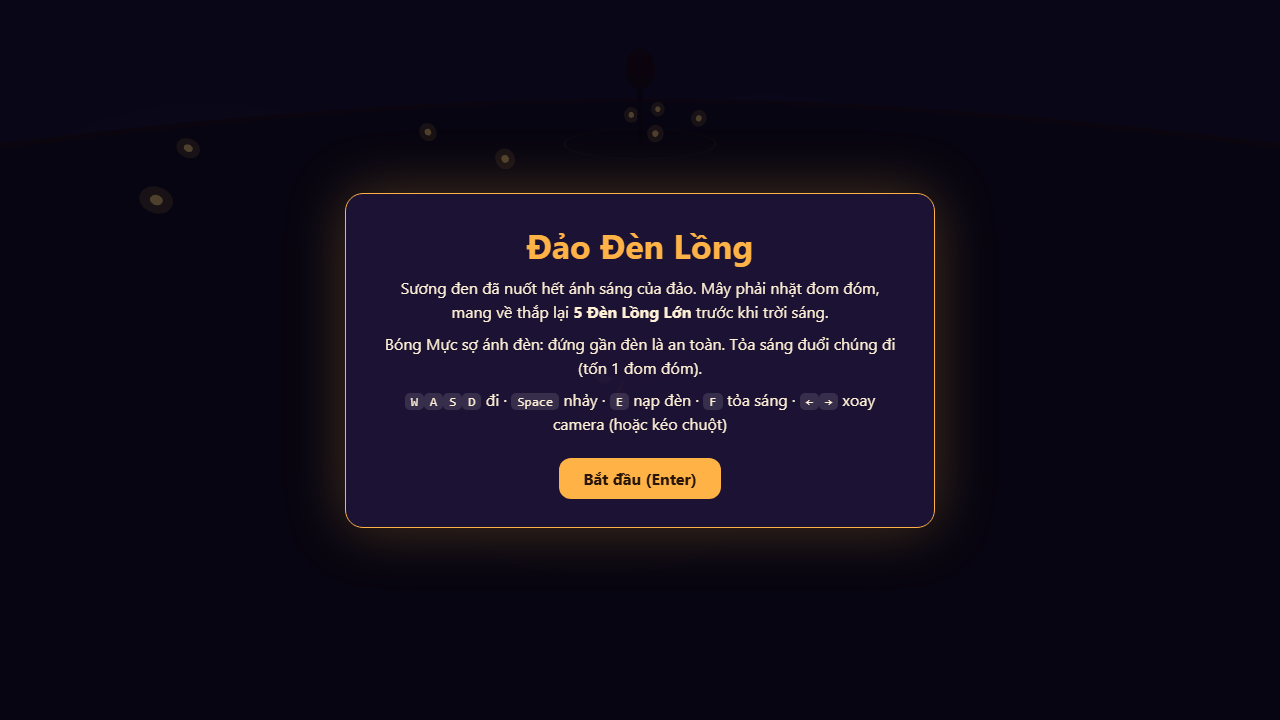 Đảo Đèn Lồng
Sương đen đã nuốt hết ánh sáng của đảo. Mây phải nhặt đom đóm,
mang về thắp lại 5 Đèn Lồng Lớn trước khi trời sáng.
Bóng Mực sợ ánh đèn: đứng gần đèn là an toàn. Tỏa sáng đuổi chúng đi
(tốn 1 đom đóm).
W A S D đi · Space nhảy · E nạp đèn · F tỏa sáng · ← → xoay
camera (hoặc kéo chuột)
Bắt đầu (Enter)